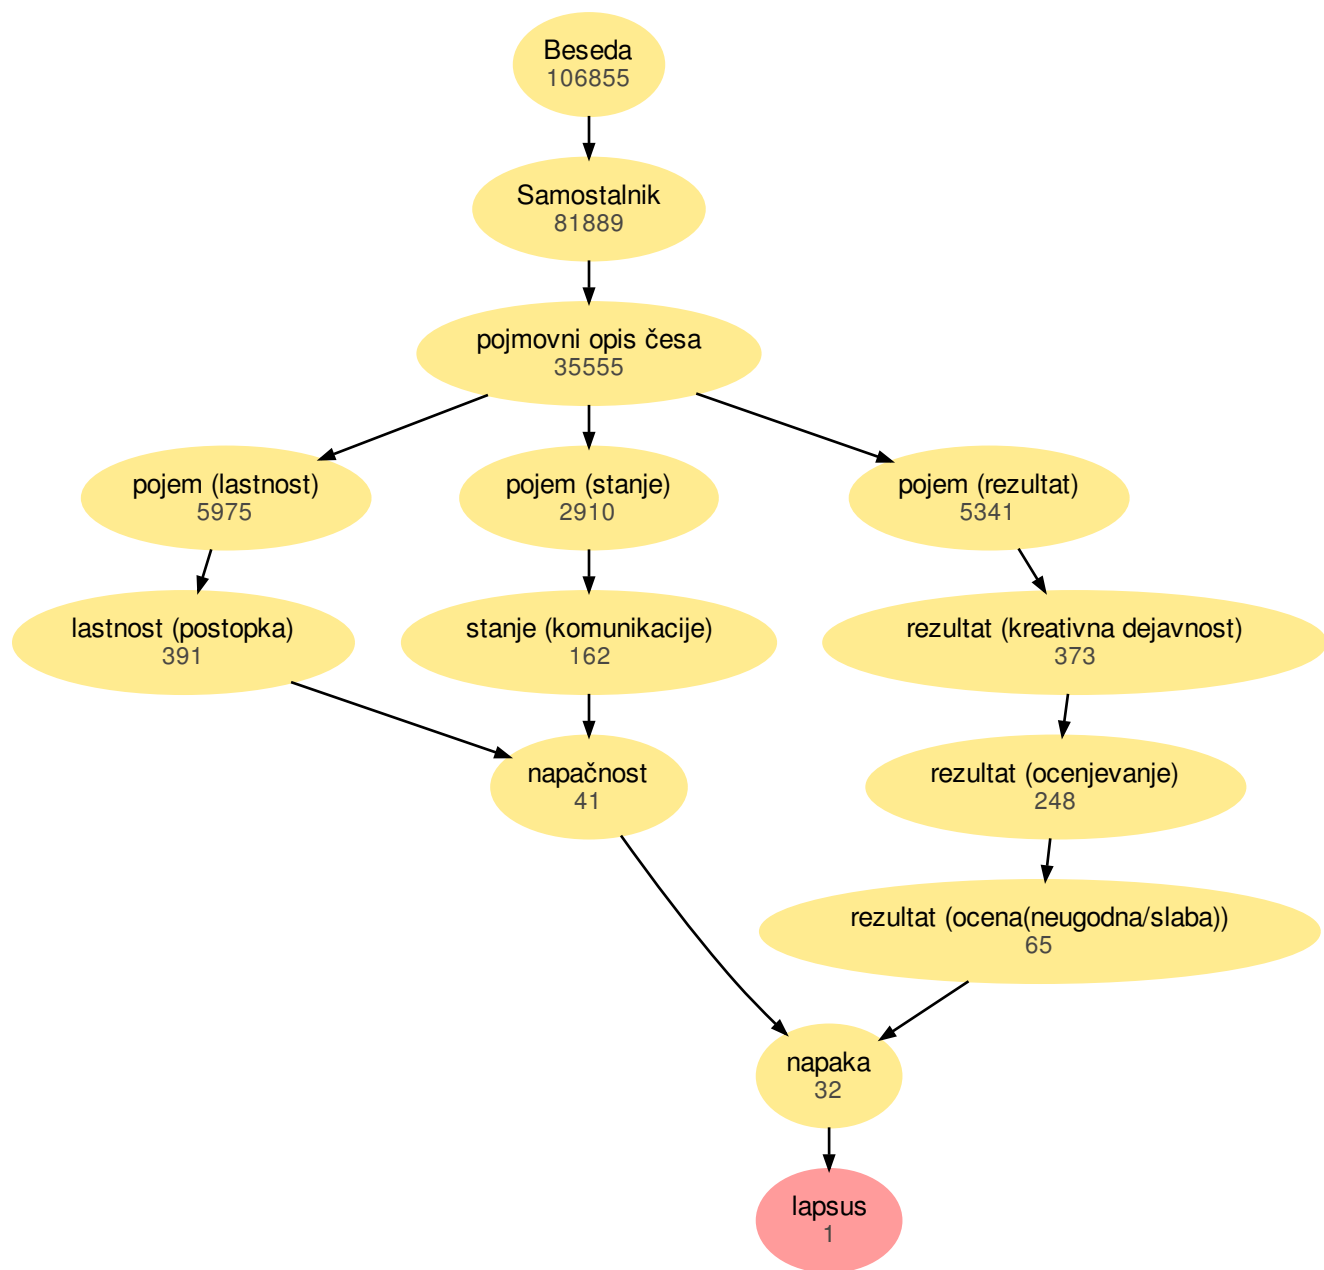 Beseda
106855
Samostalnik
81889
pojmovni opis česa
35555
pojem (lastnost)
5975
pojem (stanje)
2910
pojem (rezultat)
5341
lastnost (postopka)
391
stanje (komunikacije)
162
rezultat (kreativna dejavnost)
373
napačnost
41
rezultat (ocenjevanje)
248
rezultat (ocena(neugodna/slaba))
65
napaka
32
lapsus
1